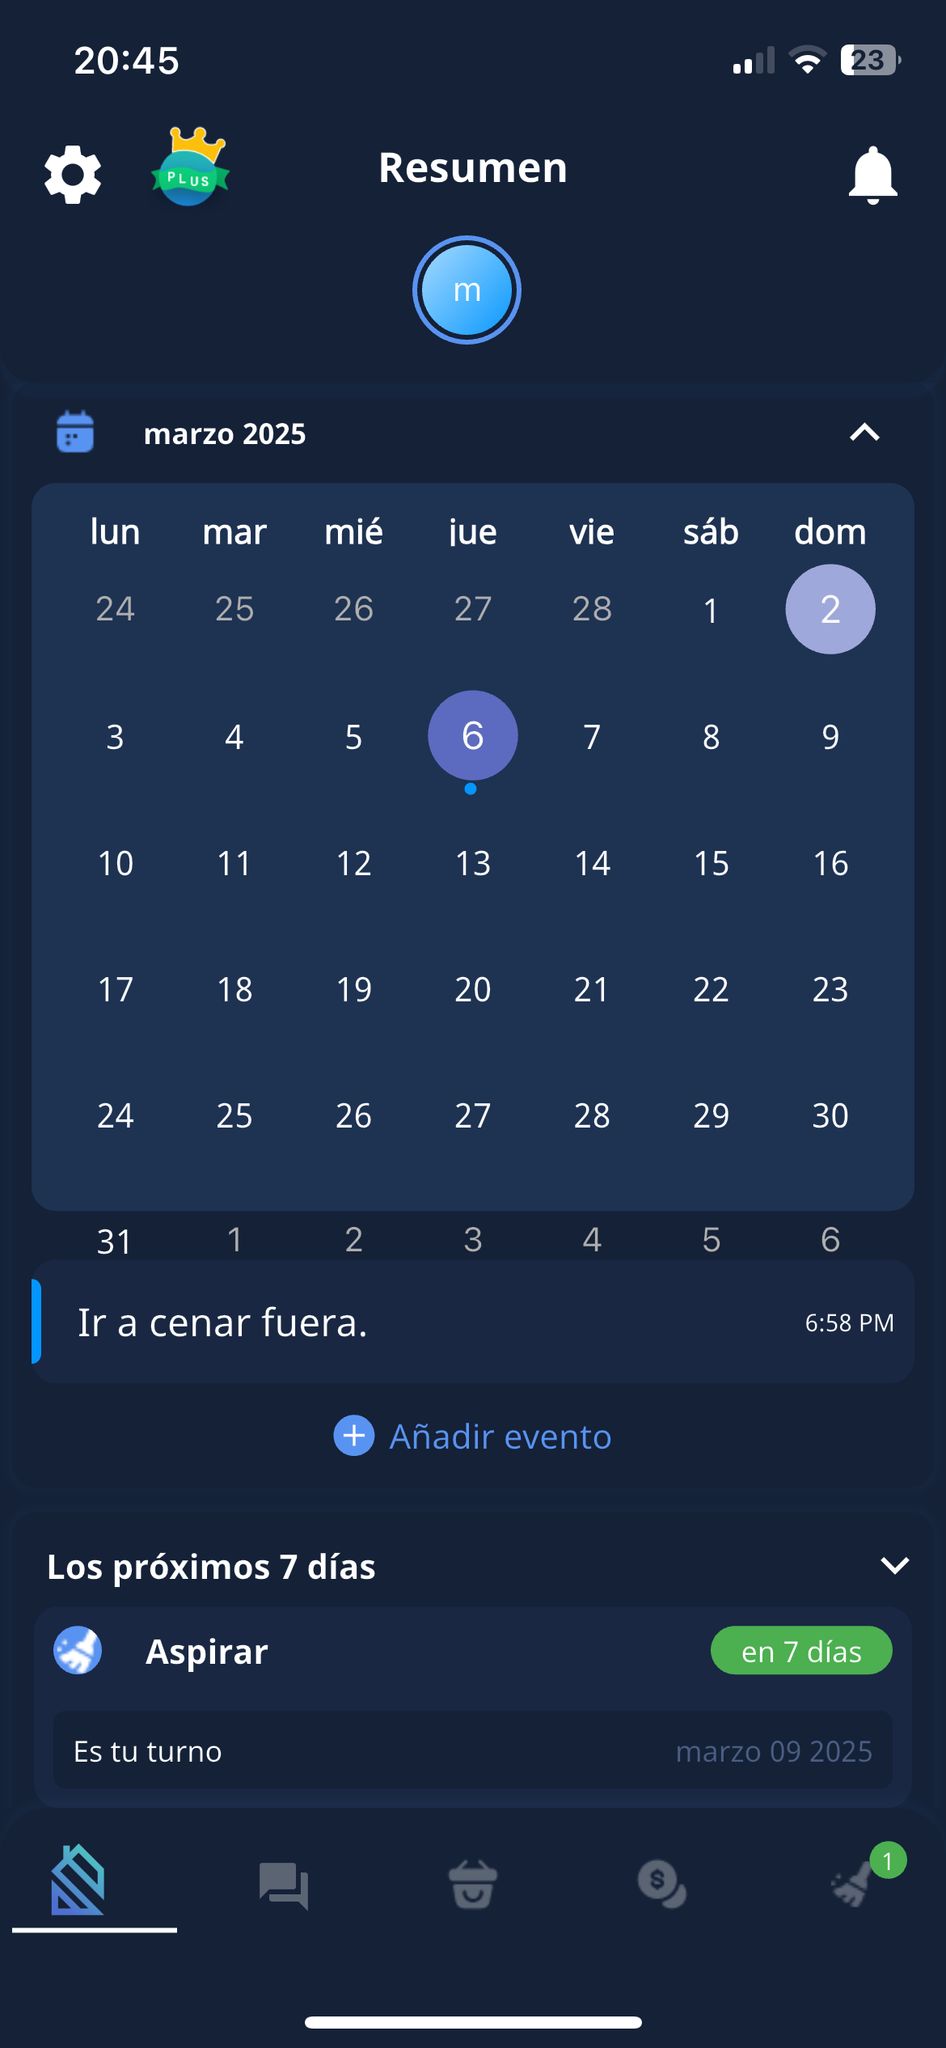 20:45
23
PLUS
Resumen
m
marzo 2025
lun mar mié jue vie sáb dom
24 25 26 27 28 1 2
3 4 5 6 7 8 9
10 11 12 13 14 15 16
17 18 19 20 21 22 23
24 25 26 27 28 29 30
31 1 2 3 4 5 6
Ir a cenar fuera. 6:58 PM
Añadir evento
Los próximos 7 días
Aspirar en 7 días
Es tu turno marzo 09 2025
1